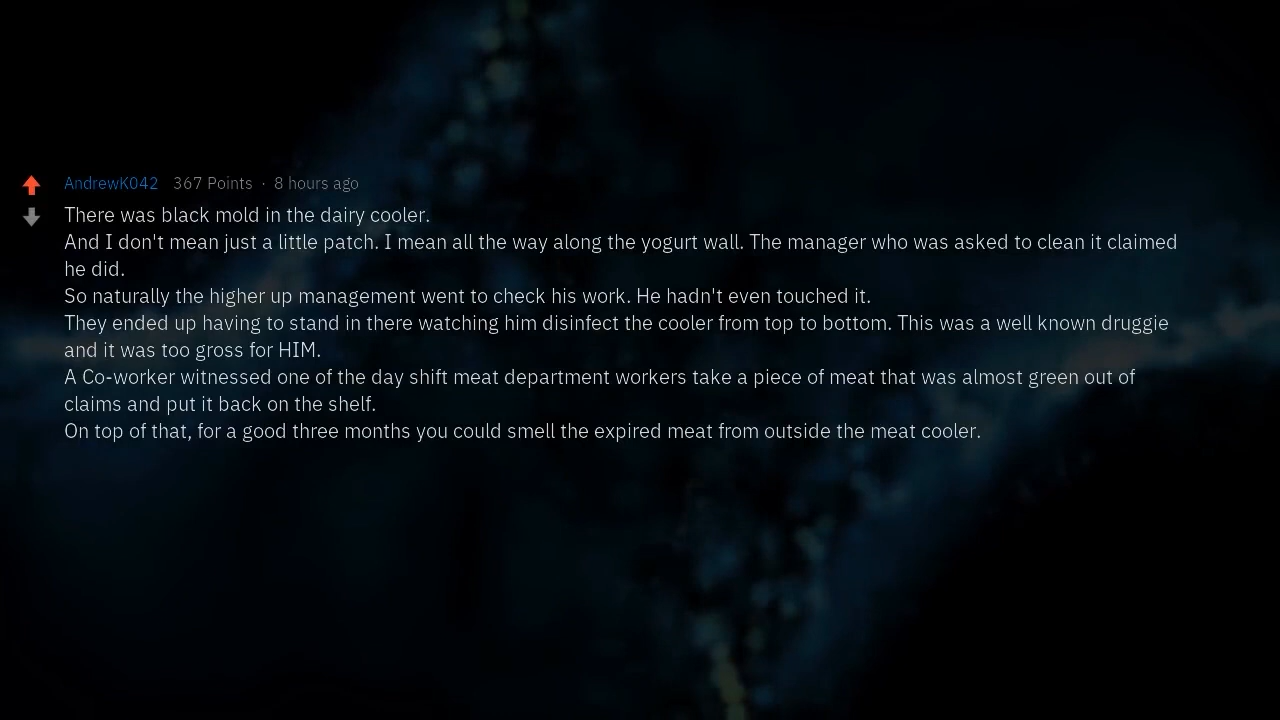 AndrewK042 367 Points · 8 hours ago
There was black mold in the dairy cooler.
And I don't mean just a little patch. I mean all the way along the yogurt wall. The manager who was asked to clean it claimed
he did.
So naturally the higher up management went to check his work. He hadn't even touched it.
They ended up having to stand in there watching him disinfect the cooler from top to bottom. This was a well known druggie
and it was too gross for HIM.
A Co-worker witnessed one of the day shift meat department workers take a piece of meat that was almost green out of
claims and put it back on the shelf.
On top of that, for a good three months you could smell the expired meat from outside the meat cooler.